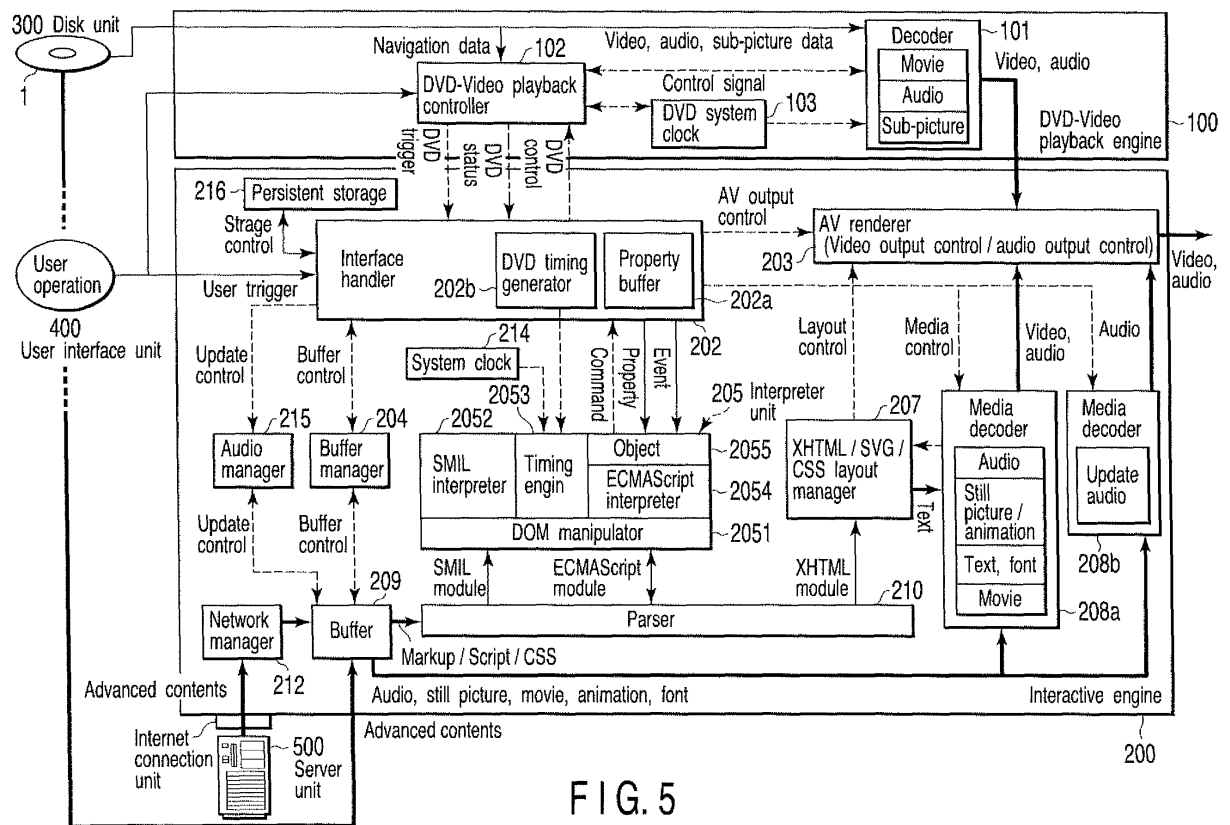 300 Disk unit
1
Navigation data
102
DVD-Video playback
controller
Video, audio, sub-picture data
Control signal
103
DVD system
clock
Decoder
101
Movie
Audio
Sub-picture
Video, audio
100
DVD-Video
playback engine
DVD
trigger
DVD
status
DVD
control
216
Persistent storage
Strage
control
User
operation
User trigger
400
User interface unit
Interface
handler
DVD timing
generator
202b
Property
buffer
202a
202
AV output
control
AV renderer
(Video output control / audio output control)
203
Video,
audio
Update
control
Buffer
control
214
System clock
Command
Property
Event
Layout
control
Media
control
Video,
audio
Audio
215
Audio
manager
204
Buffer
manager
2052
2053
205
Interpreter
unit
SMIL
interpreter
Timing
engin
Object
2055
ECMAScript
interpreter
2054
DOM manipulator
2051
207
XHTML / SVG /
CSS layout
manager
Text
Media
decoder
Audio
Still
picture /
animation
Text, font
Movie
208a
Media
decoder
Update
audio
208b
Update
control
Buffer
control
SMIL
module
ECMAScript
module
XHTML
module
209
210
Network
manager
212
Buffer
Parser
Markup / Script / CSS
Advanced contents
Audio, still picture, movie, animation, font
Interactive engine
200
Internet
connection
unit
500
Server
unit
Advanced contents
FIG. 5